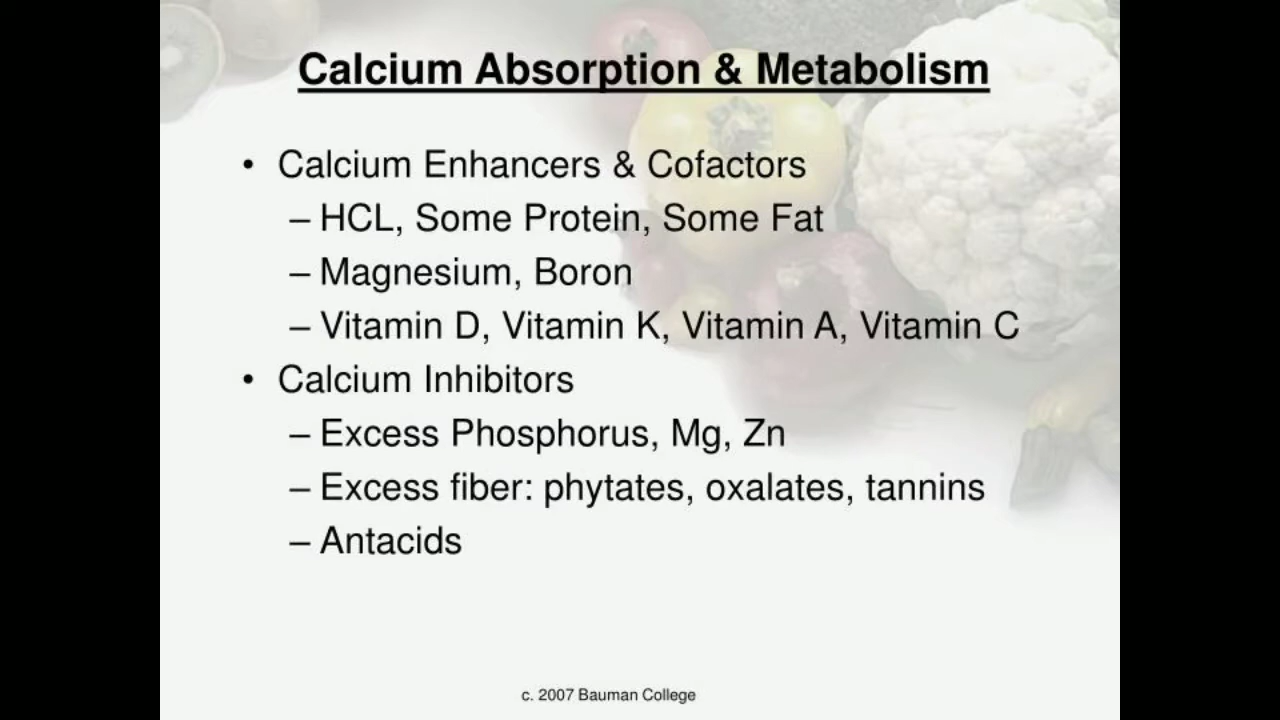 Calcium Absorption & Metabolism
• Calcium Enhancers & Cofactors
– HCL, Some Protein, Some Fat
– Magnesium, Boron
– Vitamin D, Vitamin K, Vitamin A, Vitamin C
• Calcium Inhibitors
– Excess Phosphorus, Mg, Zn
– Excess fiber: phytates, oxalates, tannins
– Antacids
c. 2007 Bauman College